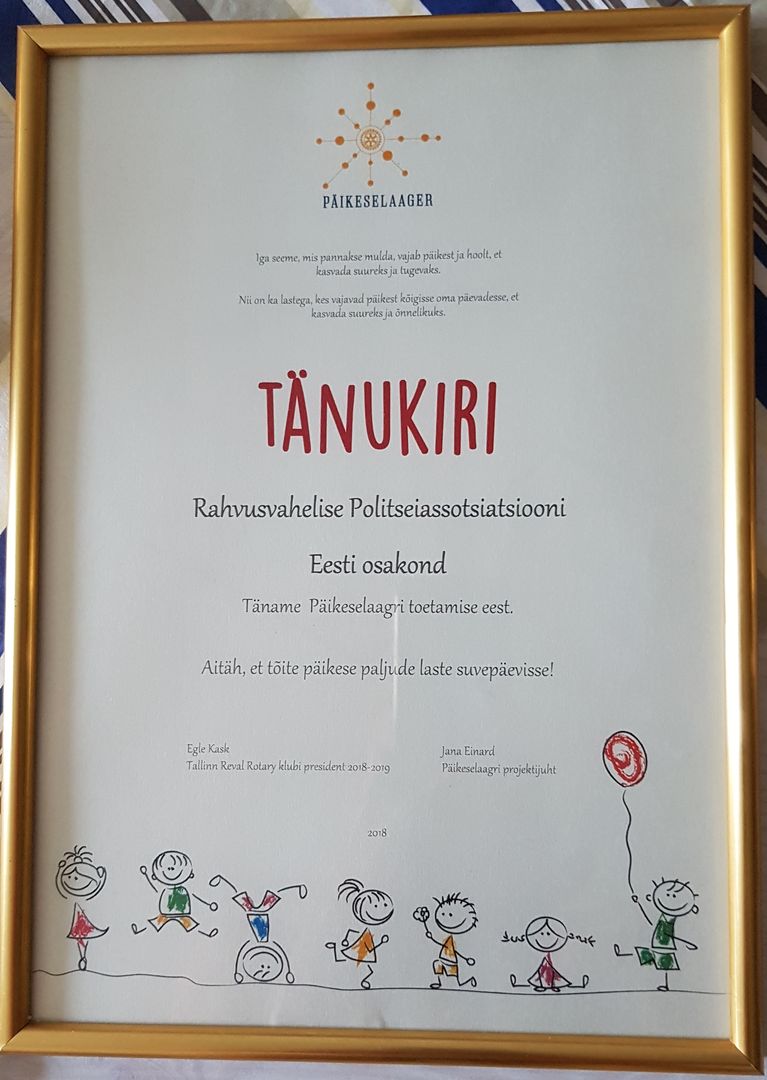 PÄIKESELAAGER
Iga seeme, mis pannakse mulda, vajab päikest ja hoolt, et
kasvada suureks ja tugevaks.
Nii on ka lastega, kes vajavad päikest kõigisse oma päevadesse, et
kasvada suureks ja õnnelikuks.
TÄNUKIRI
Rahvusvahelise Politseiassotsiatsiooni
Eesti osakond
Täname Päikeselaagri toetamise eest.
Aitäh, et tõite päikese paljude laste suvepäevisse!
Egle Kask
Tallinn Reval Rotary klubi president 2018-2019
Jana Einard
Päikeselaagri projektijuht
2018